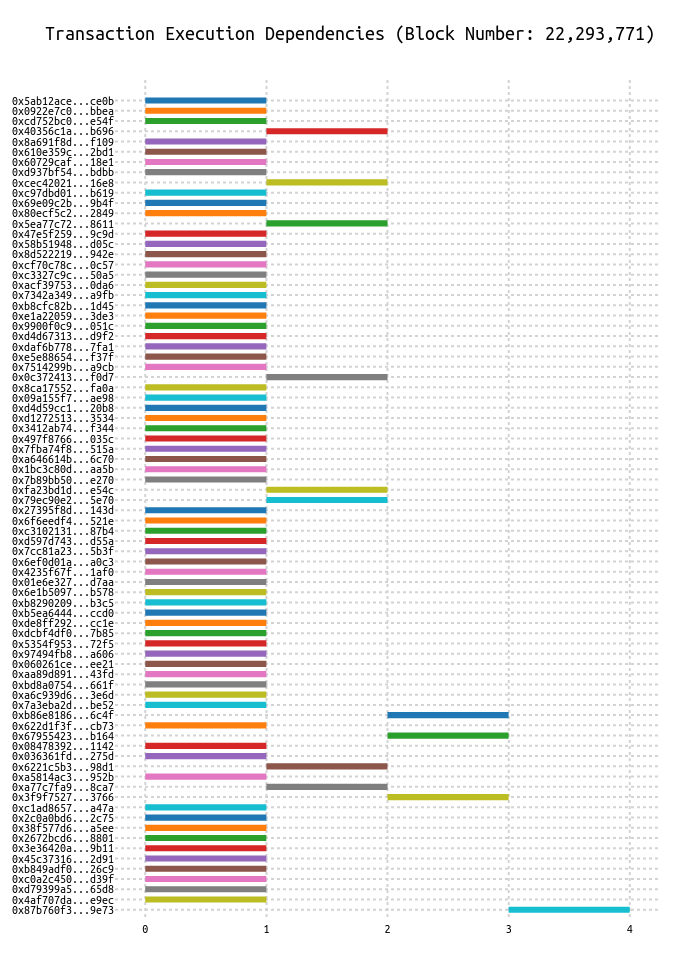 Transaction Execution Dependencies (Block Number: 22,293,771)
0x5ab12ace...ce0b
0x0922e7c0...bbea
0xcd752bc0...e54f
0x40356c1a...b696
0x8a691f8d...f109
0x610e359c...2bd1
0x60729caf...18e1
0xd937bf54...bdbb
0xcec42021...16e8
0xc97dbd01...b619
0x69e09c2b...9b4f
0x80ecf5c2...2849
0x5ea77c72...8611
0x47e5f259...9c9d
0x58b51948...d05c
0x8d522219...942e
0xcf70c78c...0c57
0xc3327c9c...50a5
0xacf39753...0da6
0x7342a349...a9fb
0xb8cfc82b...1d45
0xe1a22059...3de3
0x9900f0c9...051c
0xd4d67313...d9f2
0xdaf6b778...7fa1
0xe5e88654...f37f
0x7514299b...a9cb
0x0c372413...f0d7
0x8ca17552...fa0a
0x09a155f7...ae98
0xd4d59cc1...20b8
0xd1272513...3534
0x3412ab74...f344
0x497f8766...035c
0x7fba74f8...515a
0xa646614b...6c70
0x1bc3c80d...aa5b
0x7b89bb50...e270
0xfa23bd1d...e54c
0x79ec90e2...5e70
0x27395f8d...143d
0x6f6eedf4...521e
0xc3102131...87b4
0xd597d743...d55a
0x7cc81a23...5b3f
0x6ef0d01a...a0c3
0x4235f67f...1af0
0x01e6e327...d7aa
0x6e1b5097...b578
0xb8290209...b3c5
0xb5ea6444...ccd0
0xde8ff292...cc1e
0xdcbf4df0...7b85
0x5354f953...72f5
0x97494fb8...a606
0x060261ce...ee21
0xaa89d891...43fd
0xbd8a0754...661f
0xa6c939d6...3e6d
0x7a3eba2d...be52
0xb86e8186...6c4f
0x622d1f3f...cb73
0x67955423...b164
0x08478392...1142
0x036361fd...275d
0x6221c5b3...98d1
0xa5814ac3...952b
0xa77c7fa9...8ca7
0x3f9f7527...3766
0xc1ad8657...a47a
0x2c0a0bd6...2c75
0x38f577d6...a5ee
0x2672bcd6...8801
0x3e36420a...9b11
0x45c37316...2d91
0xb849adf0...26c9
0xc0a2c450...d39f
0xd79399a5...65d8
0x4af707da...e9ec
0x87b760f3...9e73
0 1 2 3 4